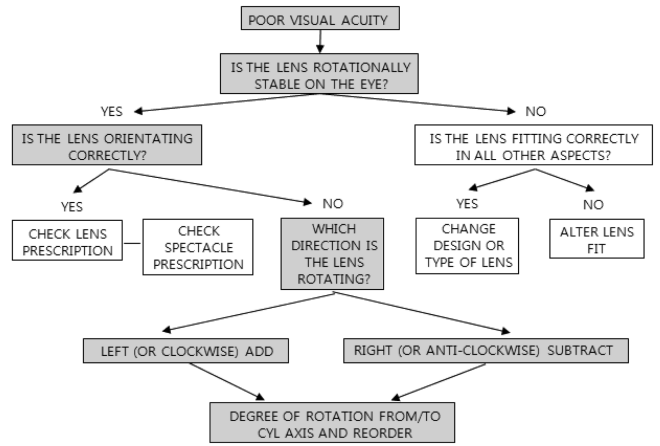 POOR VISUAL ACUITY
IS THE LENS ROTATIONALLY
STABLE ON THE EYE?
YES
NO
IS THE LENS ORIENTATING
CORRECTLY?
IS THE LENS FITTING CORRECTLY
IN ALL OTHER ASPECTS?
YES
NO
YES
NO
CHECK LENS
PRESCRIPTION
CHECK
SPECTACLE
PRESCRIPTION
WHICH
DIRECTION IS
THE LENS
ROTATING?
CHANGE
DESIGN OR
TYPE OF LENS
ALTER LENS
FIT
LEFT (OR CLOCKWISE) ADD
RIGHT (OR ANTI-CLOCKWISE) SUBTRACT
DEGREE OF ROTATION FROM/TO
CYL AXIS AND REORDER